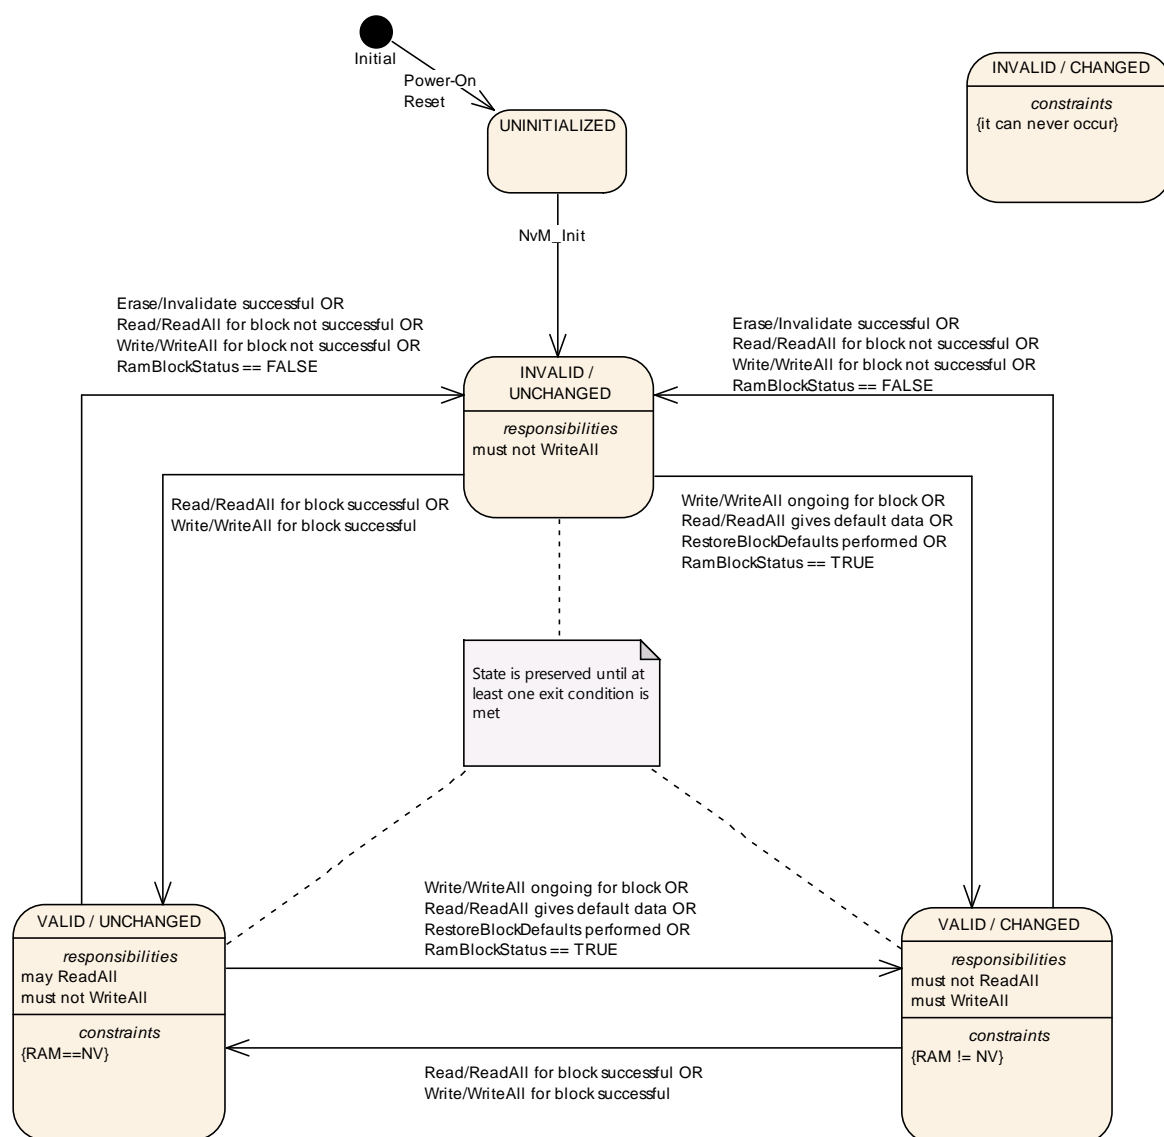 Initial
Power-On
Reset
UNINITIALIZED
INVALID / CHANGED
constraints
{it can never occur}
NvM_Init
Erase/Invalidate successful OR
Read/ReadAll for block not successful OR
Write/WriteAll for block not successful OR
RamBlockStatus == FALSE
Erase/Invalidate successful OR
Read/ReadAll for block not successful OR
Write/WriteAll for block not successful OR
RamBlockStatus == FALSE
INVALID /
UNCHANGED
responsibilities
must not WriteAll
Read/ReadAll for block successful OR
Write/WriteAll for block successful
Write/WriteAll ongoing for block OR
Read/ReadAll gives default data OR
RestoreBlockDefaults performed OR
RamBlockStatus == TRUE
State is preserved until at
least one exit condition is
met
Write/WriteAll ongoing for block OR
Read/ReadAll gives default data OR
RestoreBlockDefaults performed OR
RamBlockStatus == TRUE
VALID / UNCHANGED
responsibilities
may ReadAll
must not WriteAll
constraints
{RAM==NV}
VALID / CHANGED
responsibilities
must not ReadAll
must WriteAll
constraints
{RAM != NV}
Read/ReadAll for block successful OR
Write/WriteAll for block successful